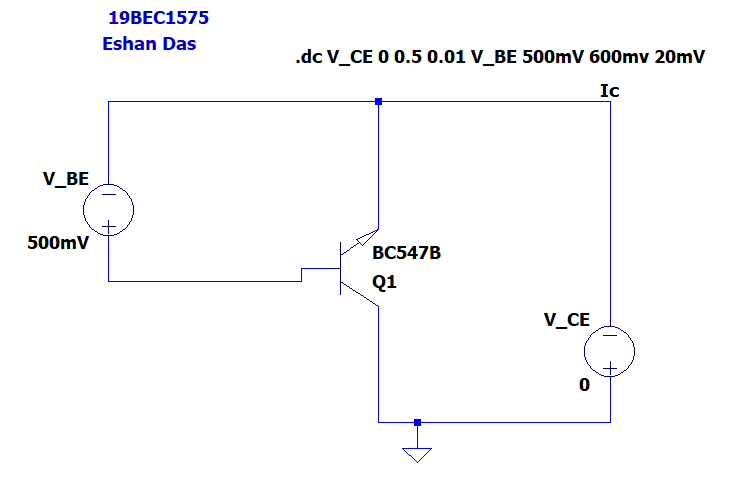 19BEC1575
Eshan Das
.dc V_CE 0 0.5 0.01 V_BE 500mV 600mv 20mV
Ic
V_BE
500mV
BC547B
Q1
V_CE
0